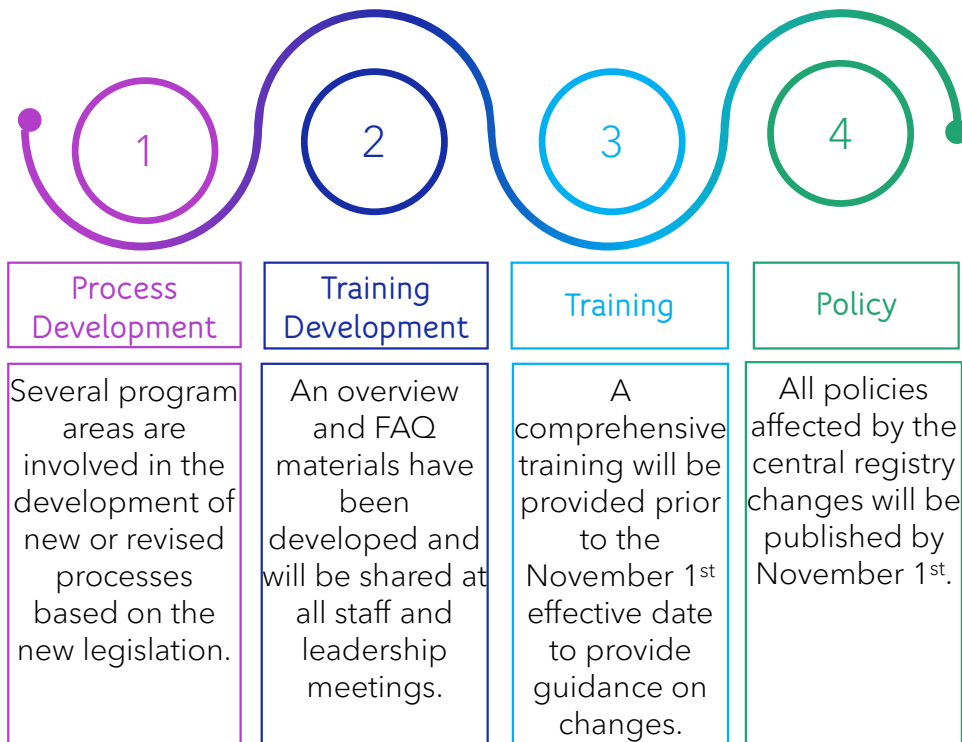 1
2
3
4
Process
Development
Several program
areas are
involved in the
development of
new or revised
processes
based on the
new legislation.
Training
Development
An overview
and FAQ
materials have
been
developed and
will be shared at
all staff and
leadership
meetings.
Training
A
comprehensive
training will be
provided prior
to the
November 1st
effective date
to provide
guidance on
changes.
Policy
All policies
affected by the
central registry
changes will be
published by
November 1st.